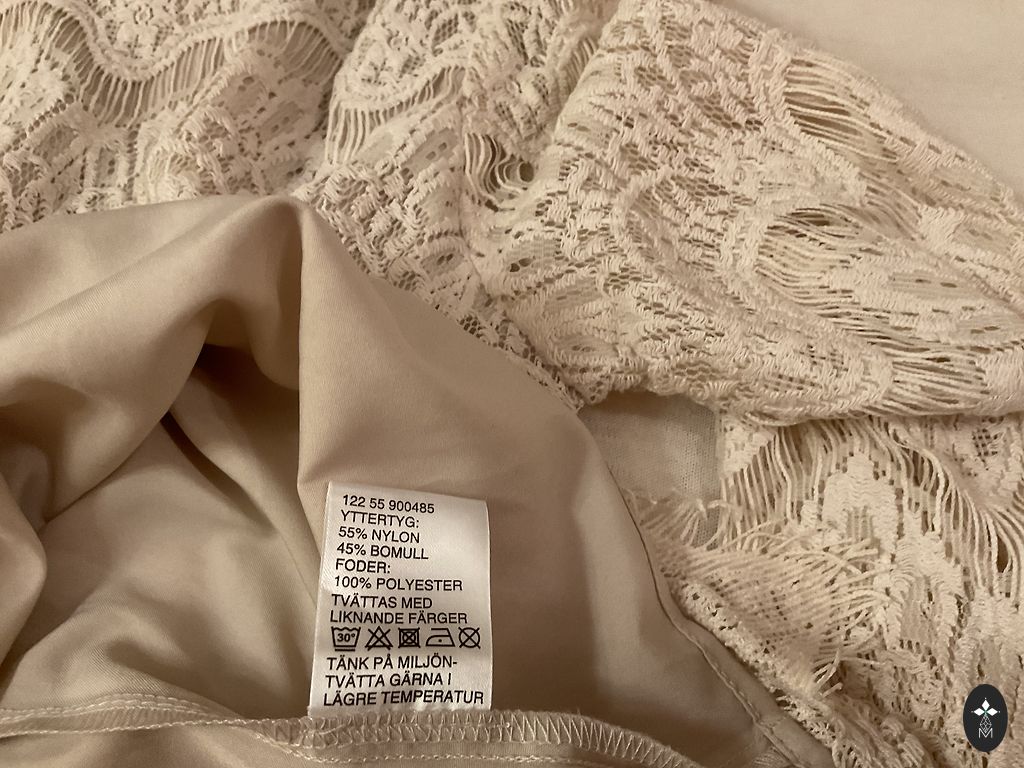 122 55 900485
YTTERTYG:
55% NYLON
45% BOMULL
FODER:
100% POLYESTER
TVÄTTAS MED
LIKNANDE FÄRGER
30°
TÄNK PÅ MILJÖN-
TVÄTTA GÄRNA I
LÄGRE TEMPERATUR